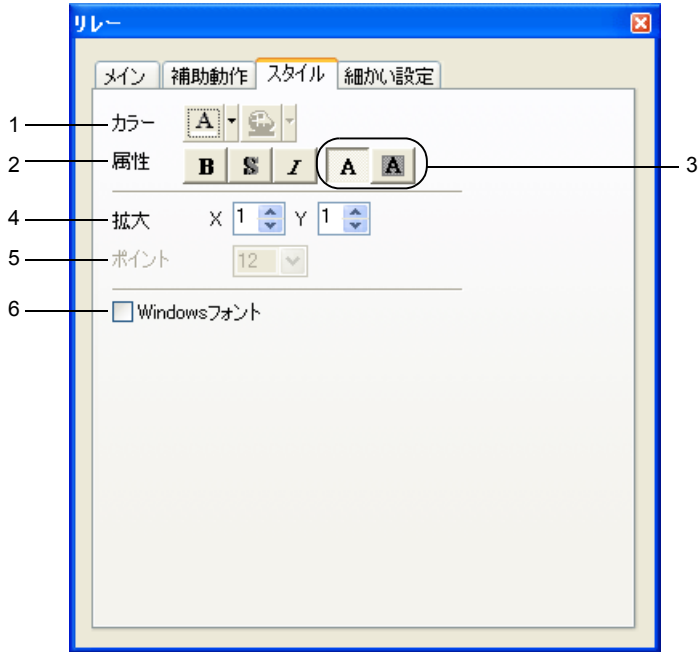 リレー
メイン 補助動作 スタイル 細かい設定
1 カラー A
2 属性 B S I A A 3
4 拡大 X 1 Y 1
5 ポイント 12
6 Windowsフォント